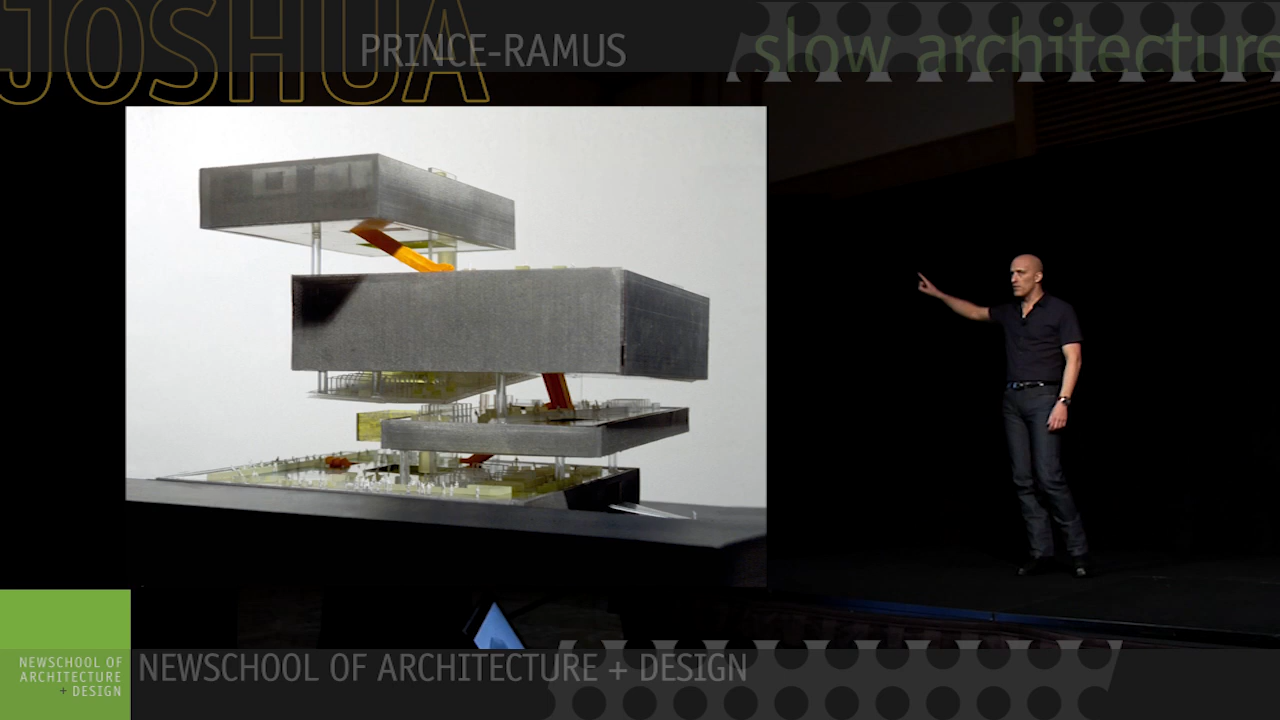 JOSHUA
PRINCE-RAMUS
slow architecture
NEWSCHOOL OF
ARCHITECTURE
+ DESIGN
NEWSCHOOL OF ARCHITECTURE + DESIGN